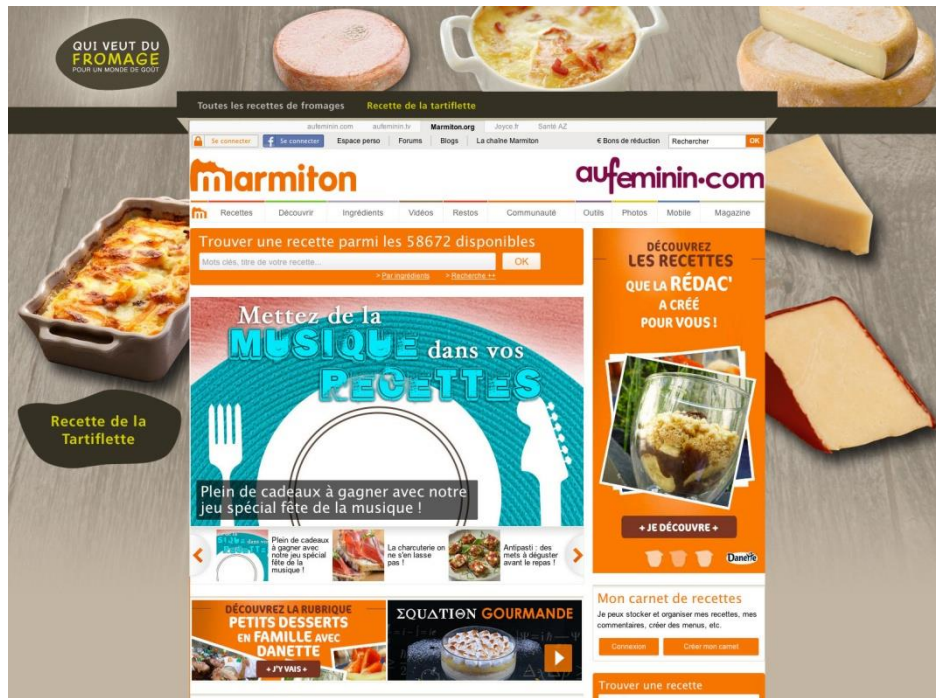 QUI VEUT DU
FROMAGE
POUR UN MONDE DE GOÛT
Toutes les recettes de fromages Recette de la tartiflette
aufeminin.com aufeminin.tv Marmiton.org Joyce.fr Santé AZ
Se connecter Se connecter Espace perso Forums Blogs La chaîne Marmiton € Bons de réduction Rechercher OK
marmiton
aufeminin.com
Recettes Découvrir Ingrédients Vidéos Restos Communauté Outils Photos Mobile Magazine
Trouver une recette parmi les 58672 disponibles
Mots clés, titre de votre recette... OK
> Par ingrédients > Recherche ++
Mettez de la
MUSIQUE dans vos
RECETTES
Plein de cadeaux à gagner avec notre
jeu spécial fête de la musique !
Plein de cadeaux
à gagner avec
notre jeu spécial
fête de la
musique !
La charcuterie on
ne s'en lasse
pas !
Antipasti : des
mets à déguster
avant le repas !
DÉCOUVREZ LA RUBRIQUE
PETITS DESSERTS
EN FAMILLE AVEC
DANETTE
+ J'Y VAIS +
ΣQUATION GOURMANDE
DÉCOUVREZ
LES RECETTES
QUE LA RÉDAC'
A CRÉÉ
POUR VOUS !
+ JE DÉCOUVRE +
Danette
Mon carnet de recettes
Je peux stocker et organiser mes recettes, mes
commentaires, créer des menus, etc.
Connexion Créer mon carnet
Trouver une recette
Recette de la
Tartiflette